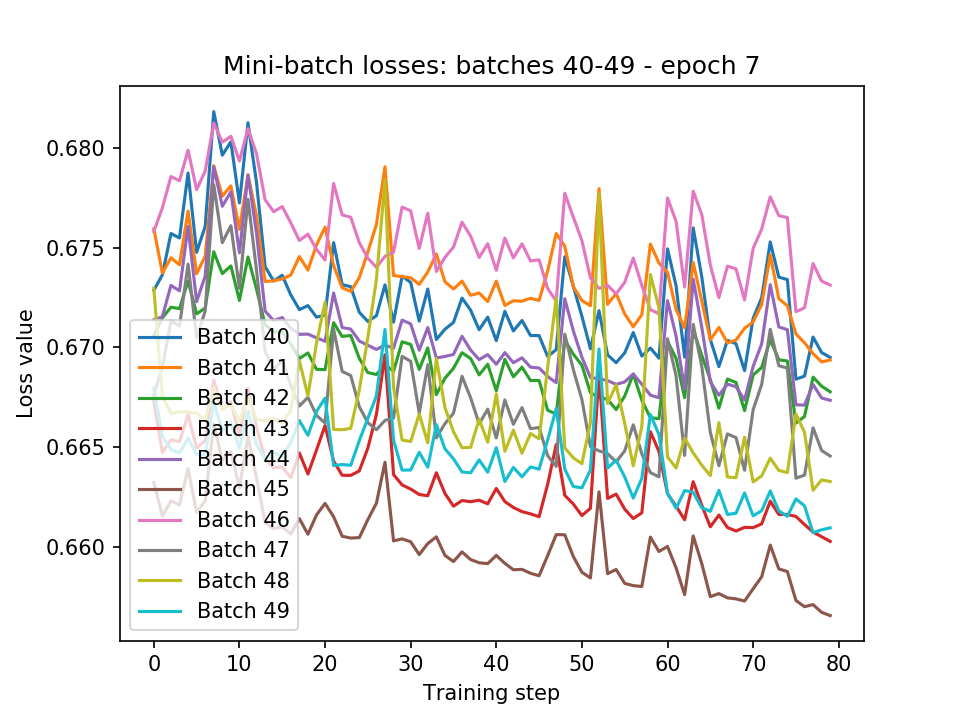 Mini-batch losses: batches 40-49 - epoch 7
Loss value
0.680
0.675
0.670
0.665
0.660
Batch 40
Batch 41
Batch 42
Batch 43
Batch 44
Batch 45
Batch 46
Batch 47
Batch 48
Batch 49
0 10 20 30 40 50 60 70 80
Training step